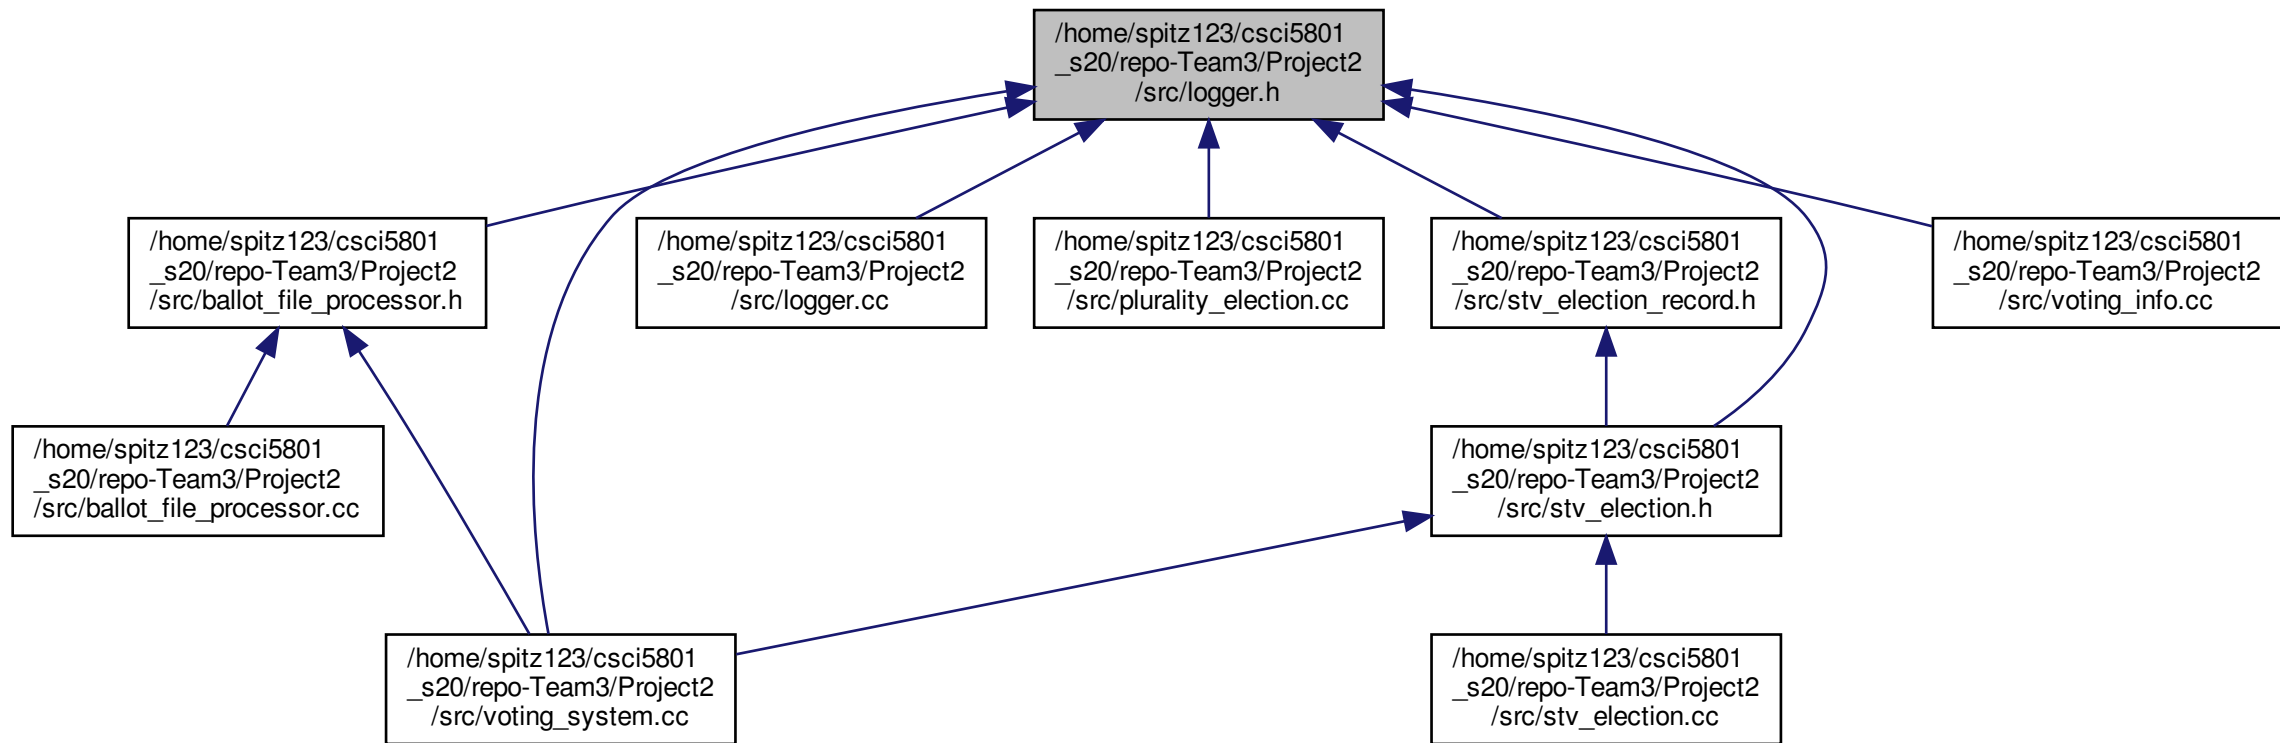 /home/spitz123/csci5801
_s20/repo-Team3/Project2
/src/logger.h
/home/spitz123/csci5801
_s20/repo-Team3/Project2
/src/ballot_file_processor.h
/home/spitz123/csci5801
_s20/repo-Team3/Project2
/src/logger.cc
/home/spitz123/csci5801
_s20/repo-Team3/Project2
/src/plurality_election.cc
/home/spitz123/csci5801
_s20/repo-Team3/Project2
/src/stv_election_record.h
/home/spitz123/csci5801
_s20/repo-Team3/Project2
/src/voting_info.cc
/home/spitz123/csci5801
_s20/repo-Team3/Project2
/src/ballot_file_processor.cc
/home/spitz123/csci5801
_s20/repo-Team3/Project2
/src/stv_election.h
/home/spitz123/csci5801
_s20/repo-Team3/Project2
/src/voting_system.cc
/home/spitz123/csci5801
_s20/repo-Team3/Project2
/src/stv_election.cc